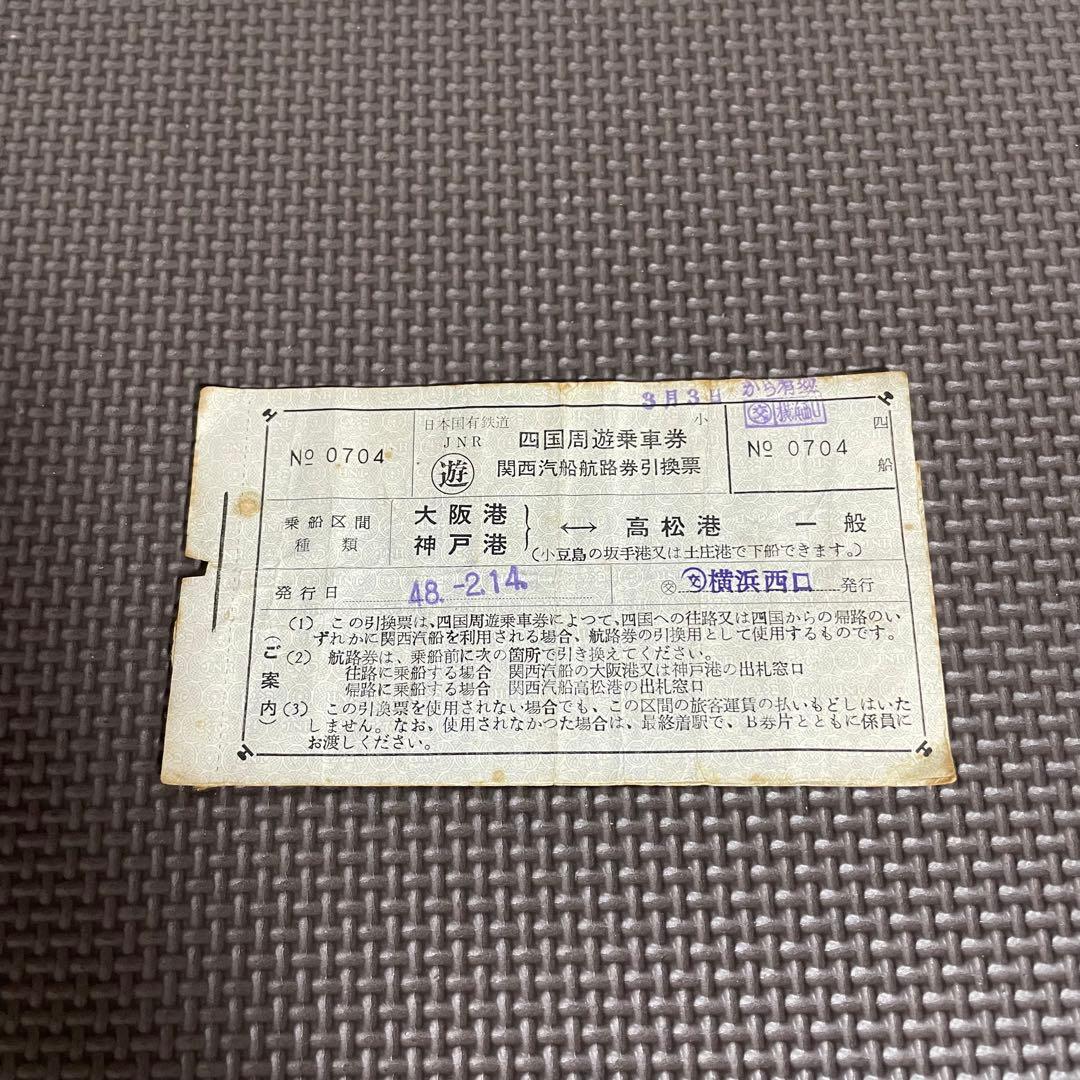 3月3日 から有効
日本国有鉄道 小
JNR
遊
四国周遊乗車券
関西汽船航路券引換票
№ 0704
№ 0704
四
船
乗船区間
種類
大阪港
神戸港
↔ 高松港 一般
(小豆島の坂手港又は土庄港で下船できます。)
発行日 48.-2.14. 交 交横浜西口 発行
(ご案内)
(1) この引換票は、四国周遊乗車券によつて、四国への往路又は四国からの帰路のい
ずれかに関西汽船を利用される場合、航路券の引換用として使用するものです。
(2) 航路券は、乗船前に次の箇所で引き換えてください。
往路に乗船する場合 関西汽船の大阪港又は神戸港の出札窓口
帰路に乗船する場合 関西汽船高松港の出札窓口
(3) この引換票を使用されない場合でも、この区間の旅客運賃の払いもどしはいた
しません。なお、使用されなかつた場合は、最終着駅で、B券片とともに係員に
お渡しください。